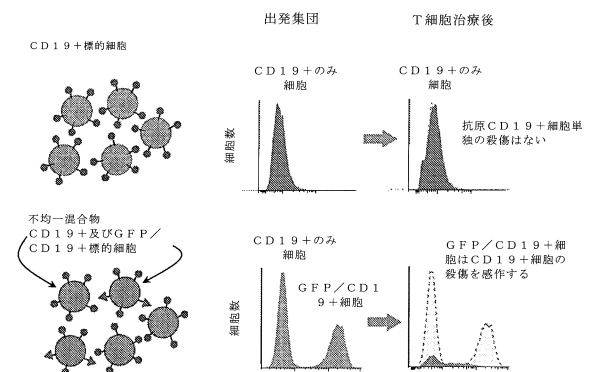 出発集団
T細胞治療後
CD19+標的細胞
CD19+のみ
細胞
CD19+のみ
細胞
細胞数
抗原CD19+細胞単
独の殺傷はない
不均一混合物
CD19+及びGFP/
CD19+標的細胞
CD19+のみ
細胞
GFP/CD1
9+細胞
細胞数
GFP/CD19+細
胞はCD19+細胞の
殺傷を感作する